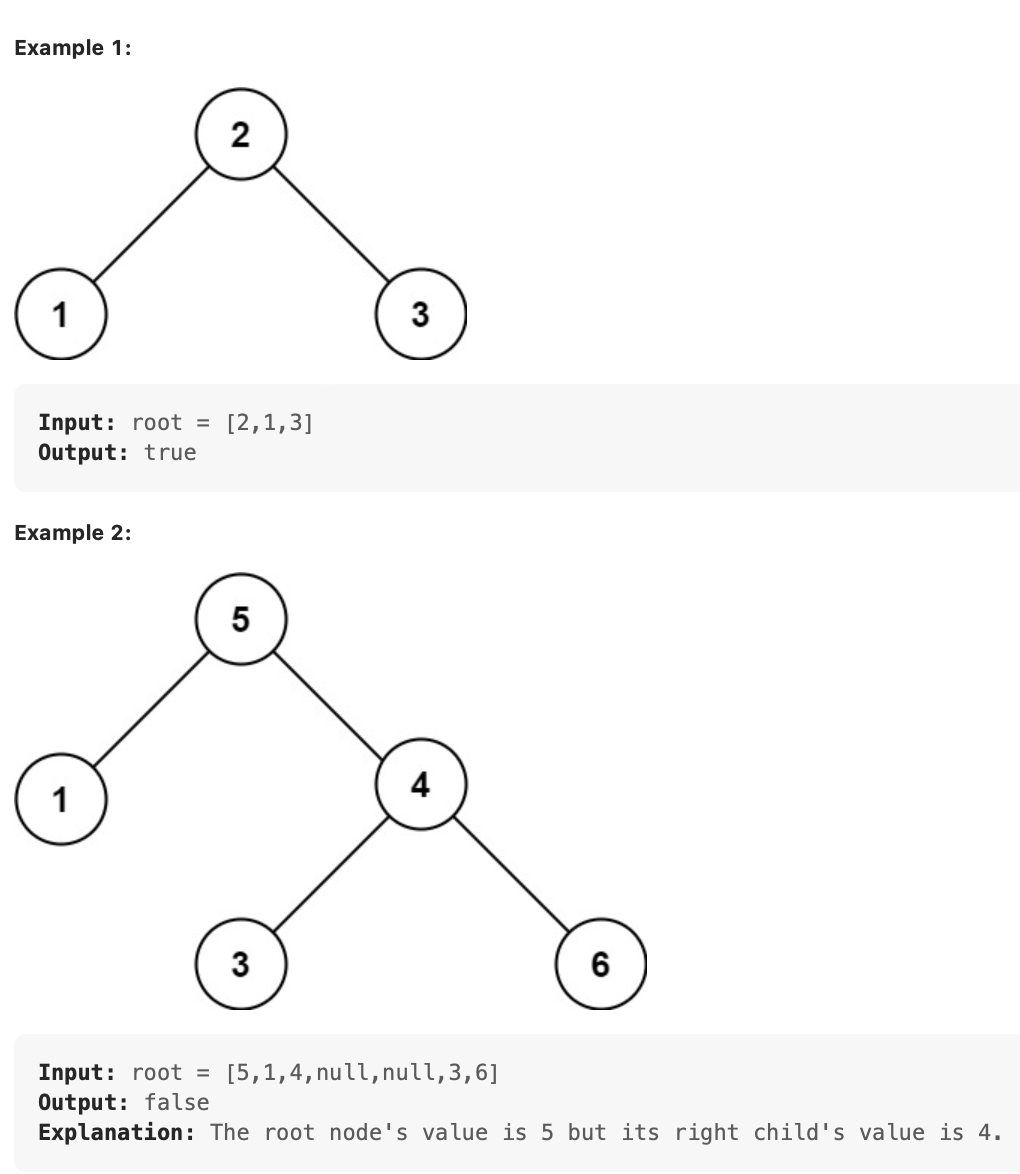 Example 1:
2
1 3
Input: root = [2,1,3]
Output: true
Example 2:
5
1 4
3 6
Input: root = [5,1,4,null,null,3,6]
Output: false
Explanation: The root node's value is 5 but its right child's value is 4.